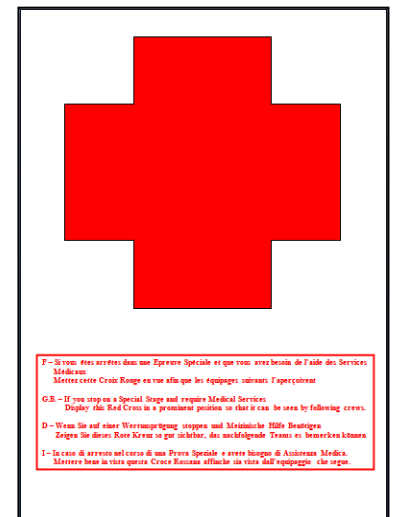 F – Si vous êtes arrêtes dans une Epreuve Spéciale et que vous avez besoin de l'aide des Services
Médicaux
Mettez cette Croix Rouge en vue afin que les équipages suivants l'aperçoivent
G.B. – If you stop on a Special Stage and require Medical Services
Display this Red Cross in a prominent position so that it can be seen by following crews.
D – Wenn Sie auf einer Wertungsprügung stoppen und Meizinische Hilfe Benötigen
Zeigen Sie dieses Rote Kreuz so gut sichtbar, das nachfolgende Teams es bemerken können
I – In caso di arresto nel corso di una Prova Speziale e avete bisogno di Assistenza Medica.
Mettere bene in vista questa Croce Rossana affinche sia vista dall'equipaggio che segue.